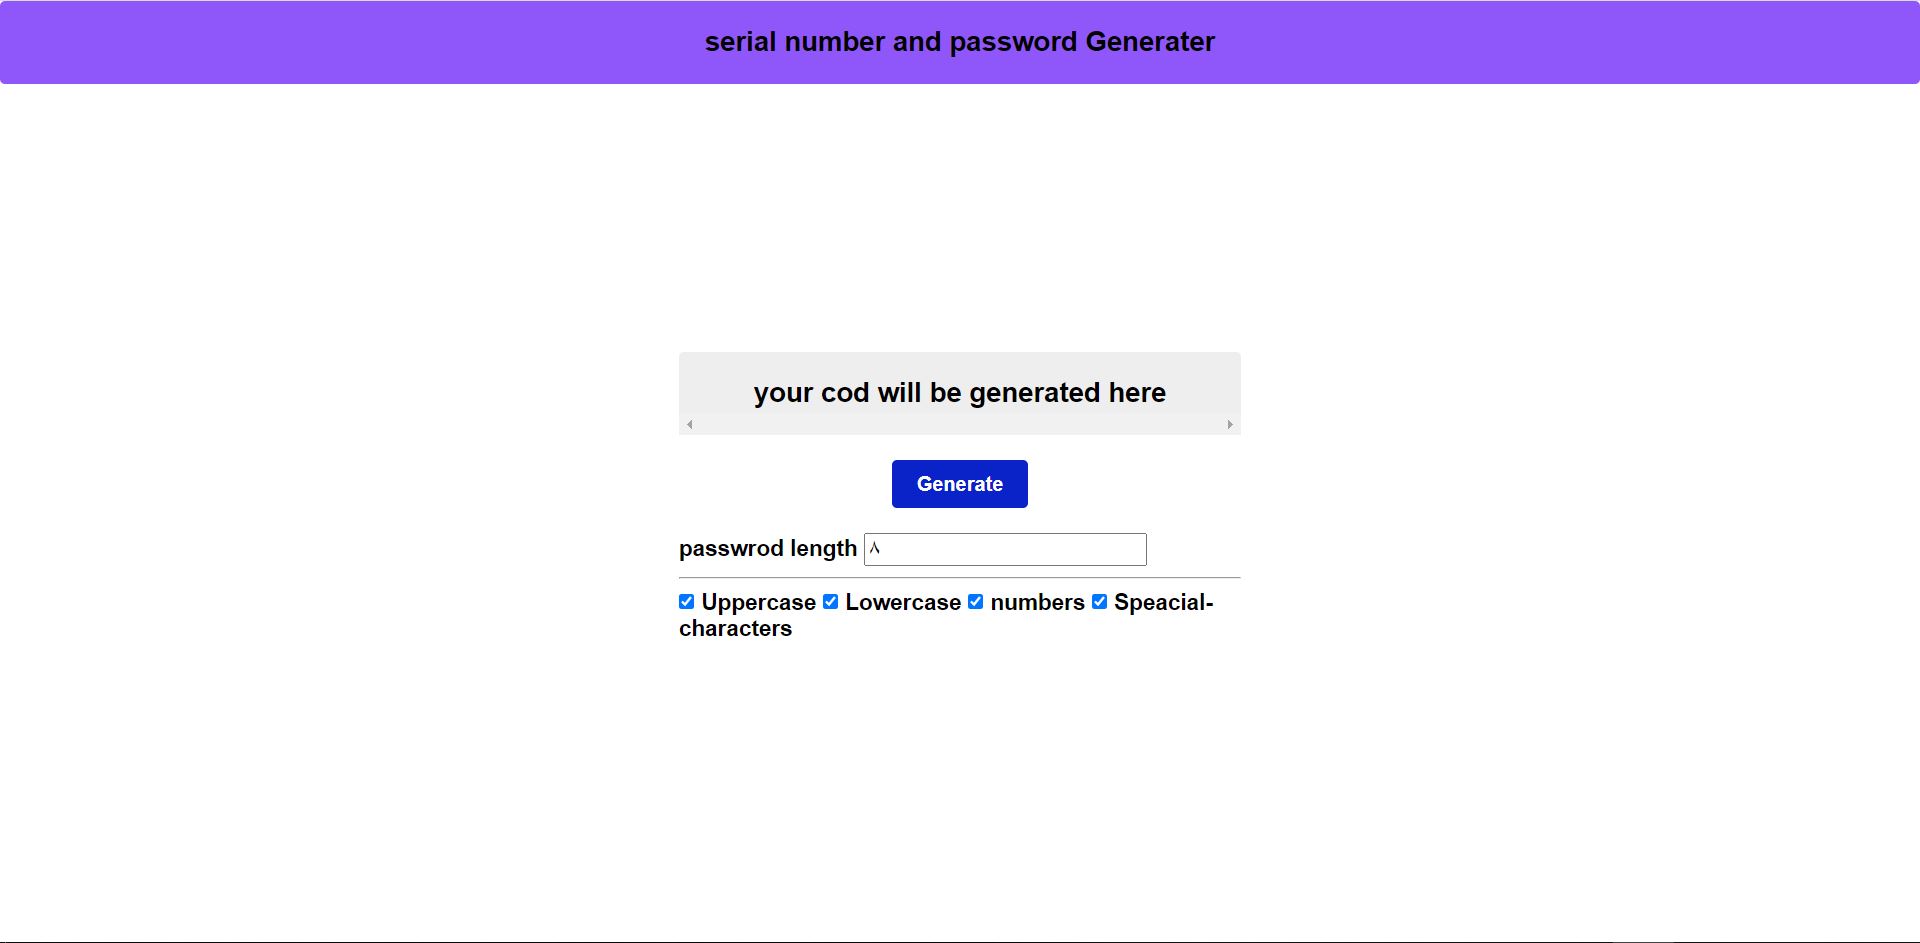 serial number and password Generater
your cod will be generated here
Generate
passwrod length ٨
Uppercase Lowercase numbers Speacial-
characters